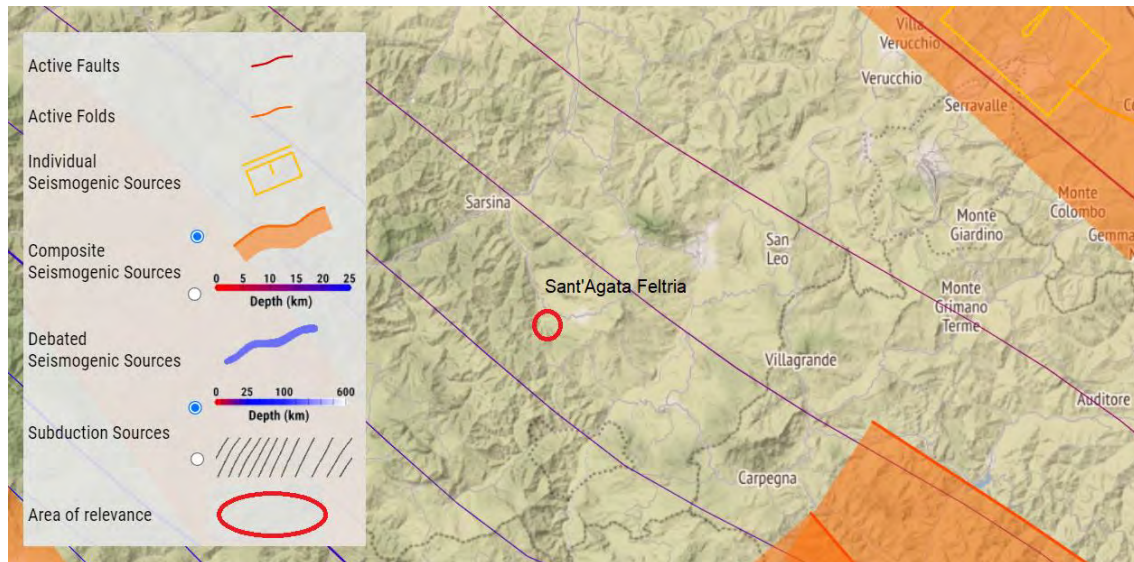 Active Faults
Active Folds
Individual
Seismogenic Sources
Composite
Seismogenic Sources
0 5 10 15 20 25
Depth (km)
Debated
Seismogenic Sources
0 25 100 600
Depth (km)
Subduction Sources
Area of relevance
Villa
Verucchio
Verucchio
Serravalle
Sarsina
Monte
Colombo
Monte
Giardino
Gemma
San
Leo
Sant'Agata Feltria
Monte
Grimano
Terme
Villagrande
Auditore
Carpegna